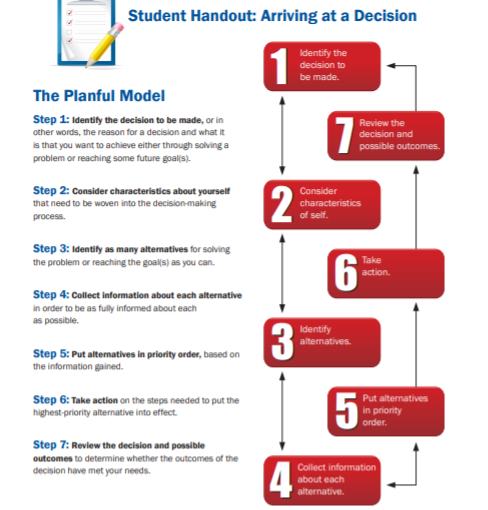 Student Handout: Arriving at a Decision
The Planful Model
Step 1: Identify the decision to be made, or in
other words, the reason for a decision and what it
is that you want to achieve either through solving a
problem or reaching some future goal(s).
Step 2: Consider characteristics about yourself
that need to be woven into the decision-making
process.
Step 3: Identify as many alternatives for solving
the problem or reaching the goal(s) as you can.
Step 4: Collect information about each alternative
in order to be as fully informed about each
as possible.
Step 5: Put alternatives in priority order, based on
the information gained.
Step 6: Take action on the steps needed to put the
highest-priority alternative into effect.
Step 7: Review the decision and possible
outcomes to determine whether the outcomes of the
decision have met your needs.
1
Identify the
decision to
be made.
2
Consider
characteristics
of self.
3
Identify
alternatives.
4
Collect information
about each
alternative.
5
Put alternatives
in priority
order.
6
Take
action.
7
Review the
decision and
possible outcomes.